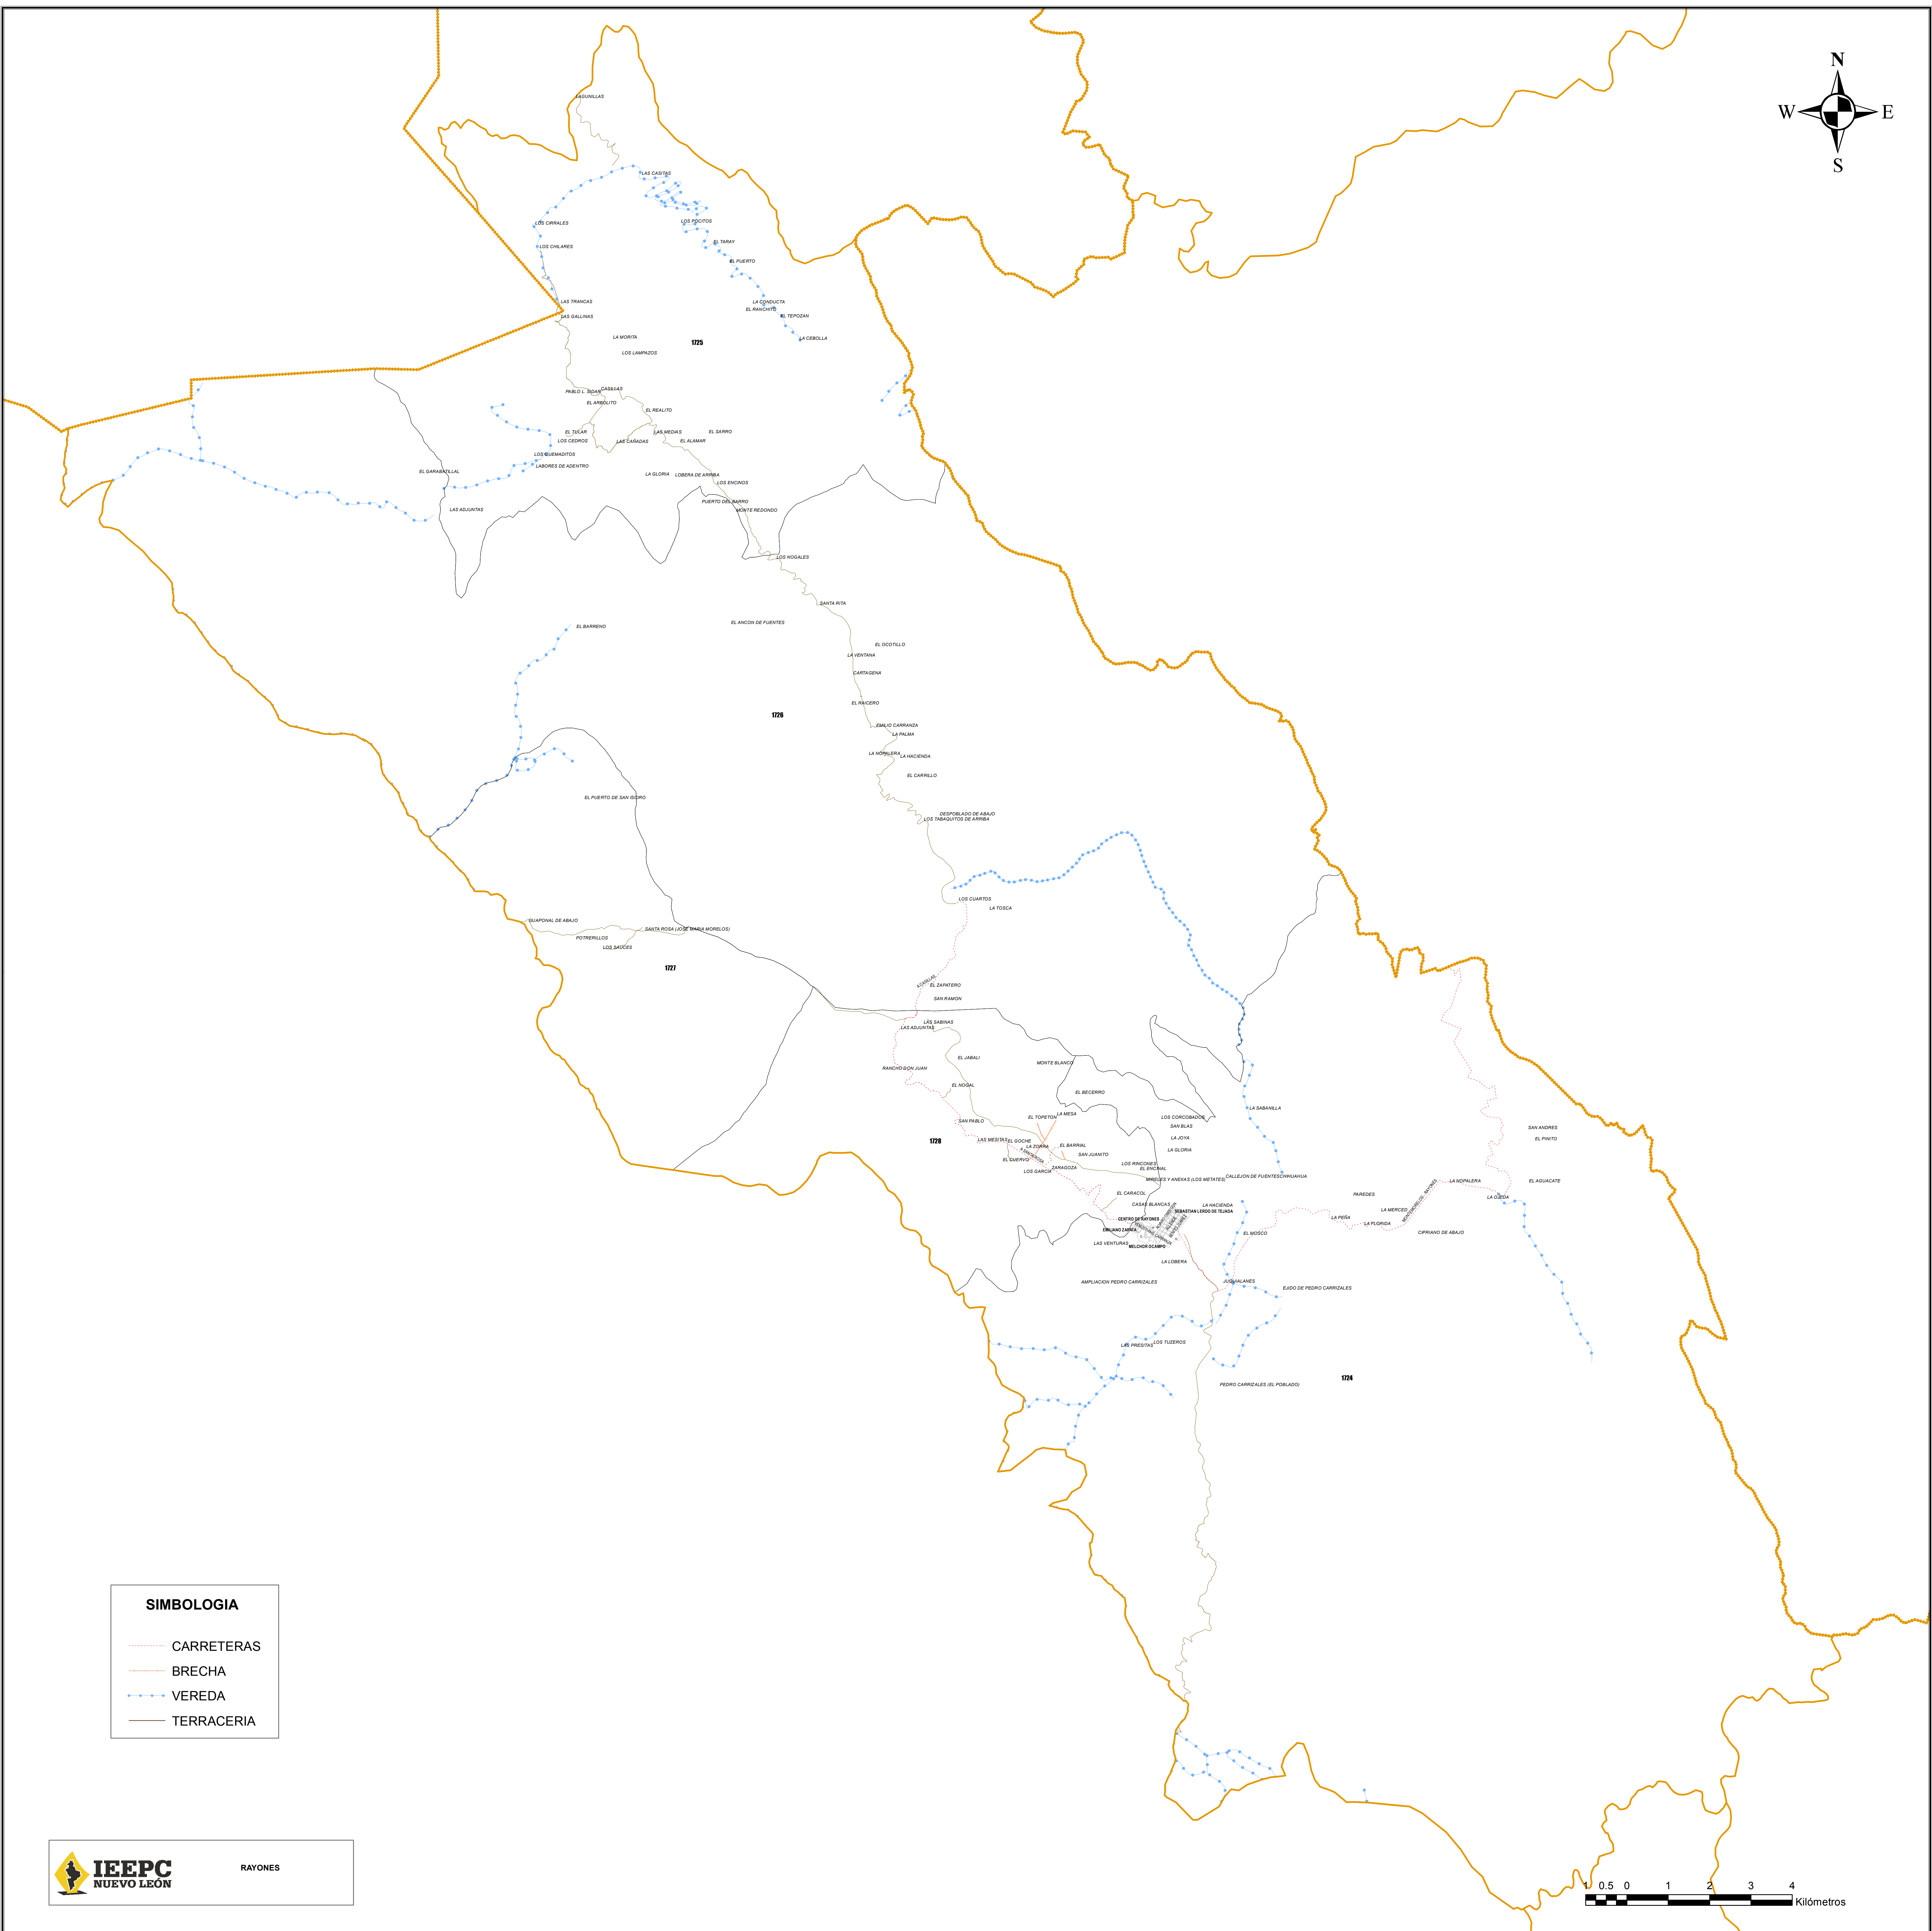 N
W E
S
LAGUNILLAS
LAS CASITAS
LOS CIRRALES
LOS POCITOS
EL TARAY
LOS CHILARES
EL PUERTO
LAS TRANCAS
LA CONDUCTA
EL RANCHITO
LAS GALLINAS
EL TEPOZAN
LA MORITA
LA CEBOLLA
1725
LOS LAMPAZOS
CASILLAS
PABLO L. SIDAR
EL ARBOLITO
EL REALITO
EL TULAR
LAS MEDIAS
EL SARRO
LOS CEDROS
LAS CAÑADAS
EL ALAMAR
LOS QUEMADITOS
LABORES DE ADENTRO
EL GARABATILLAL
LA GLORIA
LOBERA DE ARRIBA
LOS ENCINOS
PUERTO DEL BARRO
LAS ADJUNTAS
MONTE REDONDO
LOS NOGALES
SANTA RITA
EL ANCON DE FUENTES
EL BARRENO
EL OCOTILLO
LA VENTANA
CARTAGENA
EL RAICERO
1726
EMILIO CARRANZA
LA PALMA
LA NOPALERA
LA HACIENDA
EL CARRILLO
EL PUERTO DE SAN ISIDRO
DESPOBLADO DE ABAJO
LOS TABAQUITOS DE ARRIBA
LOS CUARTOS
LA TOSCA
GUAPONAL DE ABAJO
SANTA ROSA (JOSE MARIA MORELOS)
POTRERILLOS
LOS SAUCES
1727
A CASILLAS
EL ZAPATERO
SAN RAMON
LAS SABINAS
LAS ADJUNTAS
EL JABALI
MONTE BLANCO
RANCHO DON JUAN
EL NOGAL
EL BECERRO
LA SABANILLA
LA MESA
EL TOPETON
LOS CORCOBADOS
SAN PABLO
SAN BLAS
SAN ANDRES
1728
LAS MESITAS
EL GOCHE
LA JOYA
EL PINITO
LA ZORRA
EL BARRIAL
LA GLORIA
SAN JUANITO
EL CUERVO
A SANTA ROSA
LOS RINCONES
ZARAGOZA
EL ENCINAL
LOS GARCIA
MIRELES Y ANEXAS (LOS METATES)
CALLEJON DE FUENTES
CHIHUAHUA
LA NOPALERA
EL AGUACATE
EL CARACOL
PAREDES
LA OJEDA
MONTEMORELOS - RAYONES
CASAS BLANCAS
LA HACIENDA
LA MERCED
SEBASTIAN LERDO DE TEJADA
CENTRO DE RAYONES
LA PEÑA
LA FLORIDA
ALLENDE
BENITO JUAREZ
EMILIANO ZAPATA
EL MOSCO
CIPRIANO DE ABAJO
LAS VENTURAS
MELCHOR OCAMPO
LA LOBERA
AMPLIACION PEDRO CARRIZALES
JUQUIALANES
EJIDO DE PEDRO CARRIZALES
LOS TUZEROS
LAS PRESITAS
1724
PEDRO CARRIZALES (EL POBLADO)
SIMBOLOGIA
CARRETERAS
BRECHA
VEREDA
TERRACERIA
IEEPC
NUEVO LEÓN
RAYONES
1 0.5 0 1 2 3 4
Kilómetros